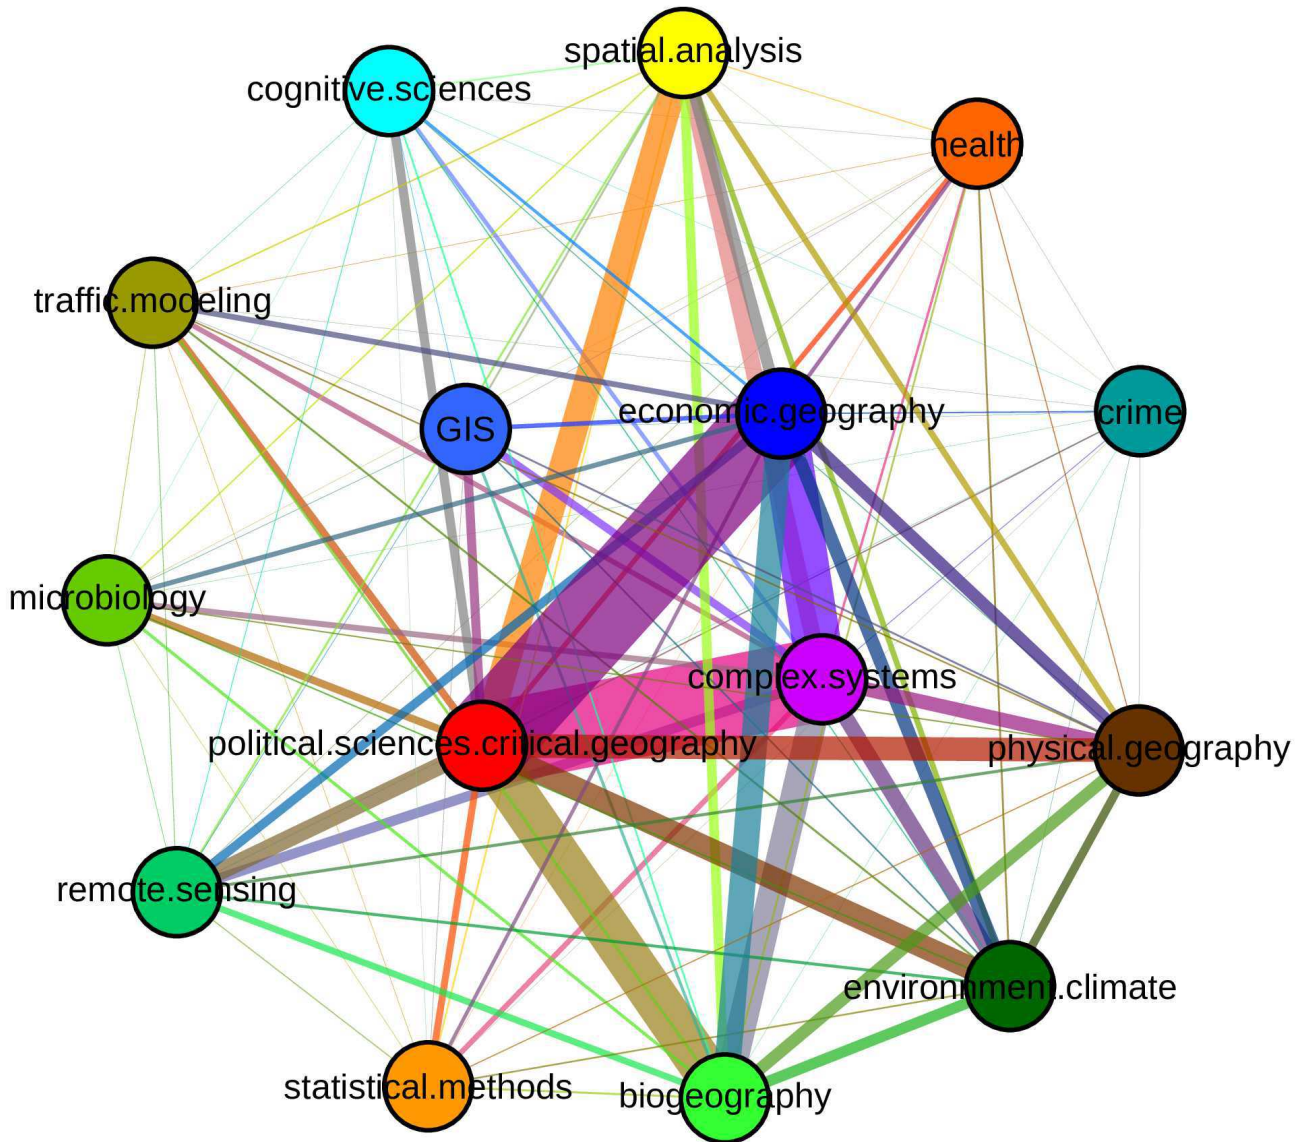 spatial.analysis
cognitive.sciences
health
traffic.modeling
economic.geography
crime
GIS
microbiology
complex.systems
political.sciences.critical.geography
physical.geography
remote.sensing
environnment.climate
statistical.methods
biogeography